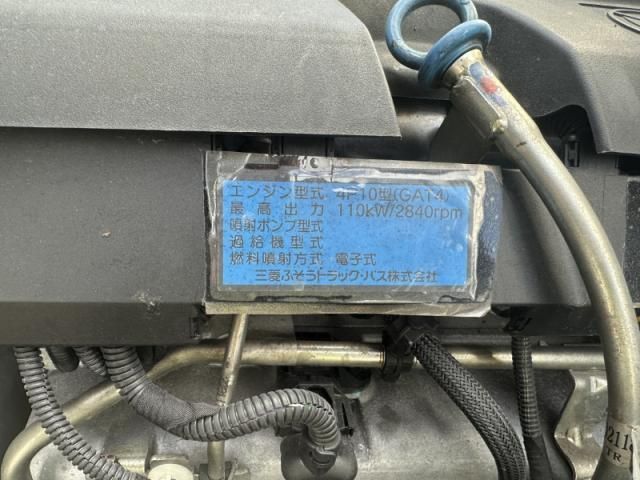 エンジン型式 4P10型(GAT4)
最高出力 110kW/2840rpm
噴射ポンプ型式
過給機型式
燃料噴射方式 電子式
三菱ふそうトラック・バス株式会社
211
TR